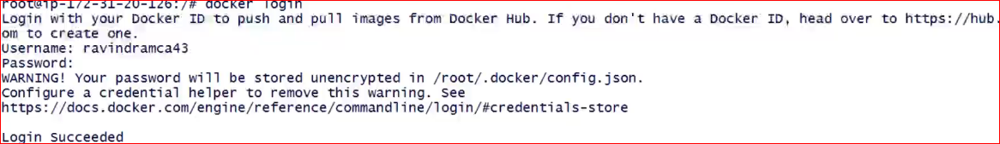 root@ip-172-31-20-126:/# docker login
Login with your Docker ID to push and pull images from Docker Hub. If you don't have a Docker ID, head over to https://hub.
om to create one.
Username: ravindramca43
Password:
WARNING! Your password will be stored unencrypted in /root/.docker/config.json.
Configure a credential helper to remove this warning. See
https://docs.docker.com/engine/reference/commandline/login/#credentials-store
Login Succeeded